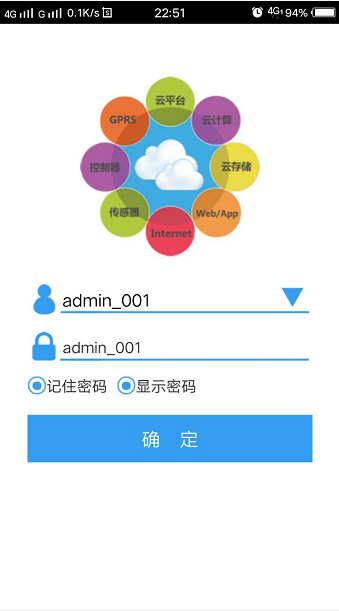 4G G 0.1K/s 22:51 4G 94%
云平台
GPRS 云计算
控制器 云存储
传感器 Web/App
Internet
admin_001
admin_001
记住密码 显示密码
确 定